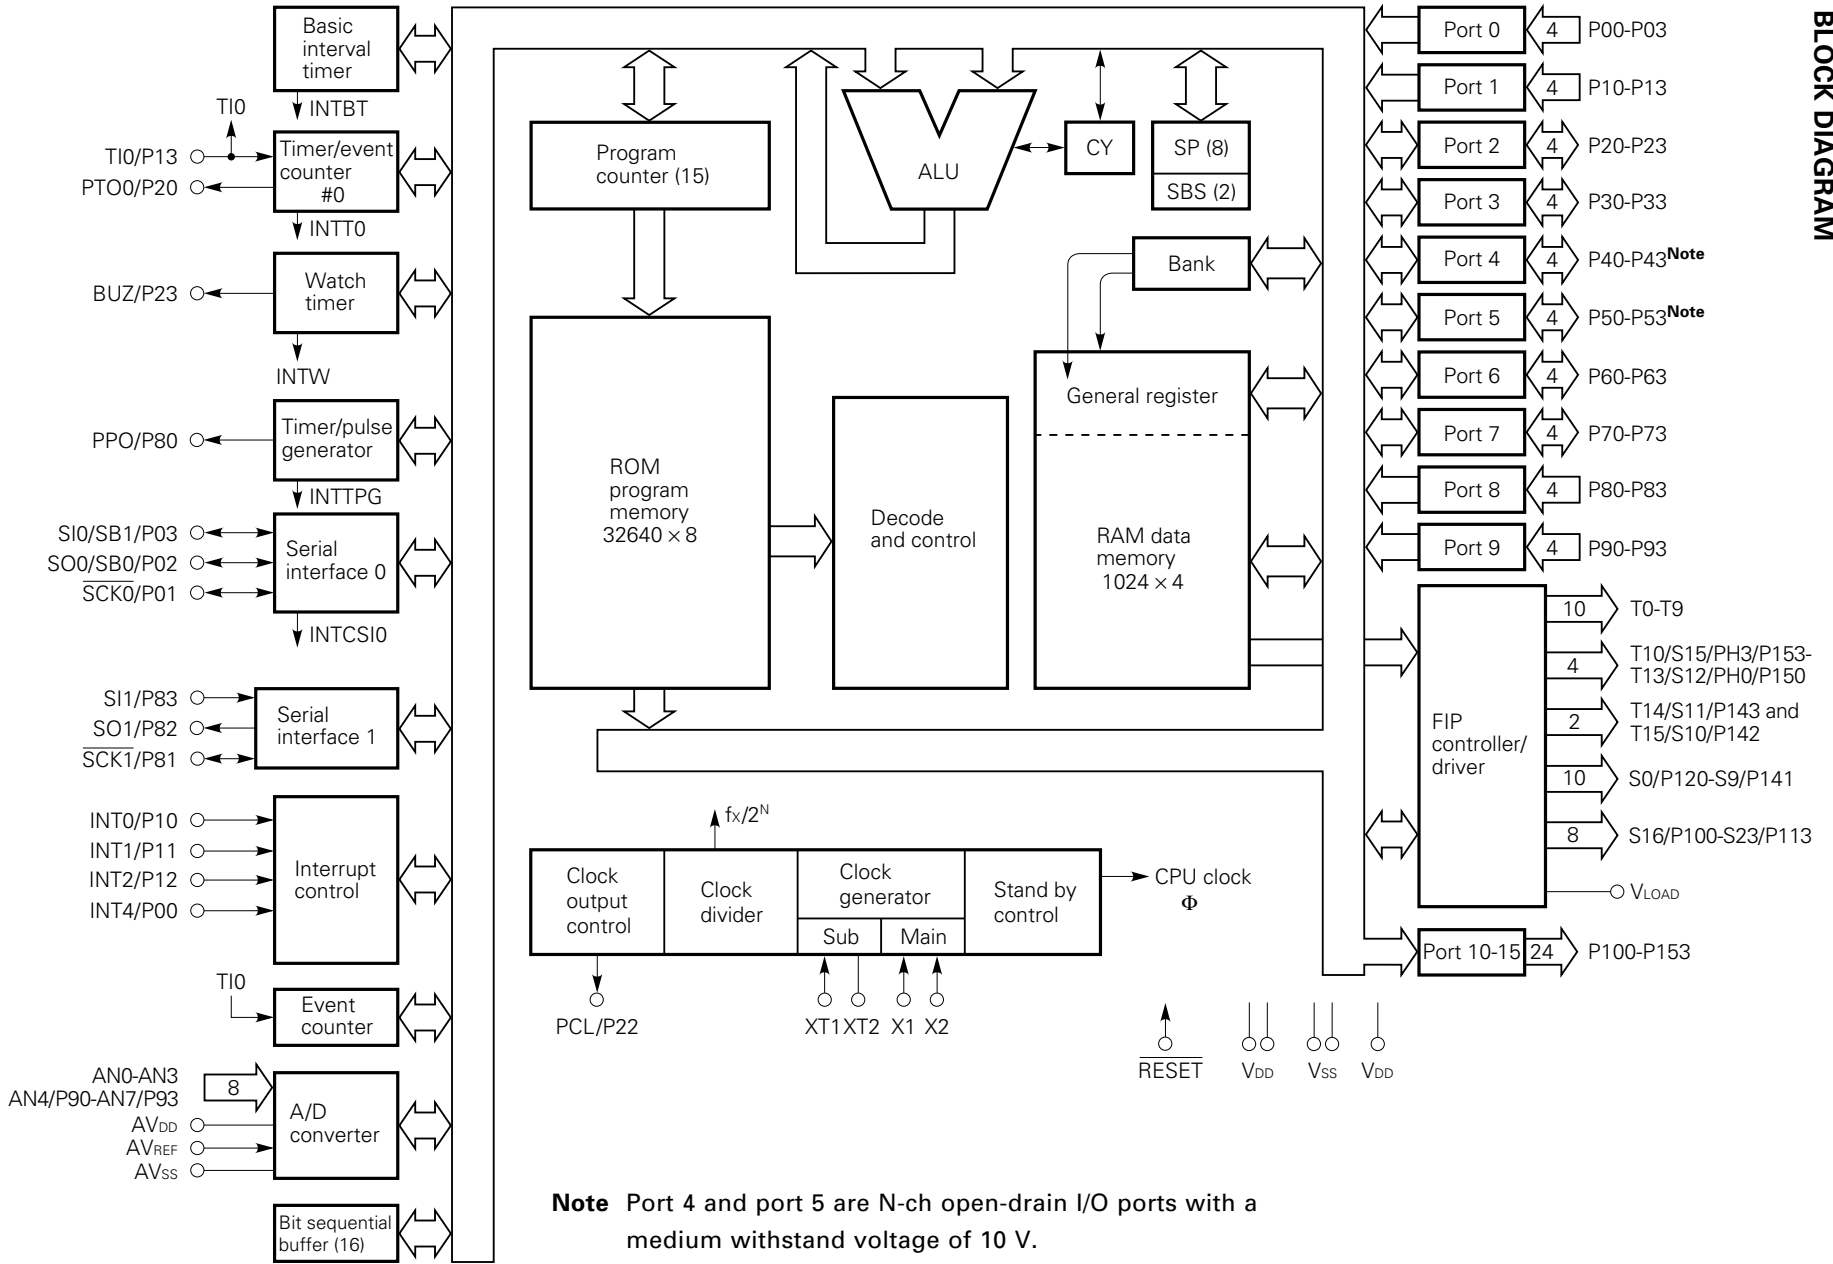 BLOCK DIAGRAM
Basic
interval
timer
INTBT
TI0
TI0/P13
PTO0/P20
Timer/event
counter
#0
INTT0
BUZ/P23
Watch
timer
INTW
PPO/P80
Timer/pulse
generator
INTTPG
SI0/SB1/P03
SO0/SB0/P02
SCK0/P01
Serial
interface 0
INTCSI0
SI1/P83
SO1/P82
SCK1/P81
Serial
interface 1
INT0/P10
INT1/P11
INT2/P12
INT4/P00
Interrupt
control
TI0
Event
counter
AN0-AN3
AN4/P90-AN7/P93
8
AVDD
AVREF
AVSS
A/D
converter
Bit sequential
buffer (16)
Program
counter (15)
ALU
CY
SP (8)
SBS (2)
Bank
ROM
program
memory
32640 × 8
Decode
and control
General register
RAM data
memory
1024 × 4
fX/2N
Clock
output
control
Clock
divider
Clock
generator
Sub
Main
Stand by
control
CPU clock
Φ
PCL/P22
XT1 XT2 X1 X2
RESET
VDD
VSS
VDD
Port 0 4 P00-P03
Port 1 4 P10-P13
Port 2 4 P20-P23
Port 3 4 P30-P33
Port 4 4 P40-P43Note
Port 5 4 P50-P53Note
Port 6 4 P60-P63
Port 7 4 P70-P73
Port 8 4 P80-P83
Port 9 4 P90-P93
FIP
controller/
driver
10 T0-T9
4 T10/S15/PH3/P153-
T13/S12/PH0/P150
2 T14/S11/P143 and
T15/S10/P142
10 S0/P120-S9/P141
8 S16/P100-S23/P113
VLOAD
Port 10-15 24 P100-P153
Note Port 4 and port 5 are N-ch open-drain I/O ports with a
medium withstand voltage of 10 V.